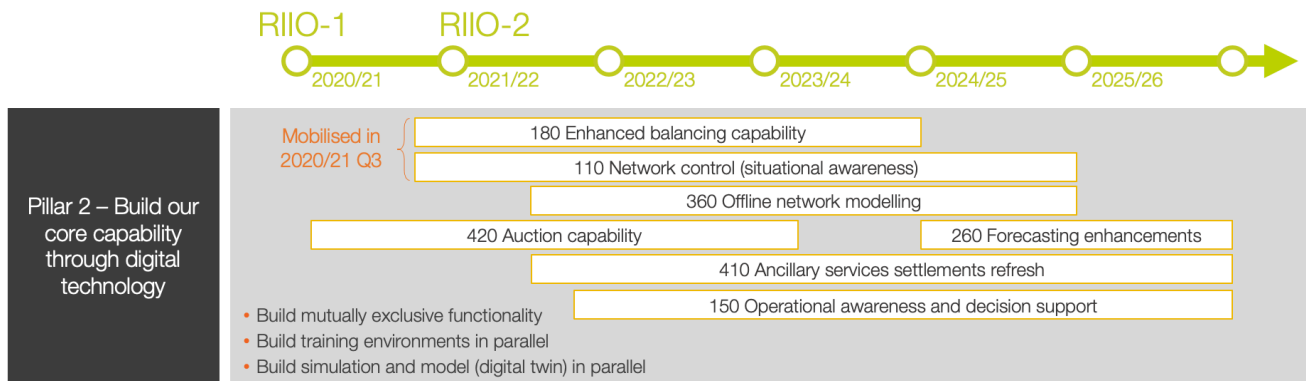 RIIO-1
RIIO-2
2020/21
2021/22
2022/23
2023/24
2024/25
2025/26
Pillar 2 – Build our
core capability
through digital
technology
Mobilised in
2020/21 Q3
180 Enhanced balancing capability
110 Network control (situational awareness)
360 Offline network modelling
420 Auction capability
260 Forecasting enhancements
410 Ancillary services settlements refresh
150 Operational awareness and decision support
• Build mutually exclusive functionality
• Build training environments in parallel
• Build simulation and model (digital twin) in parallel